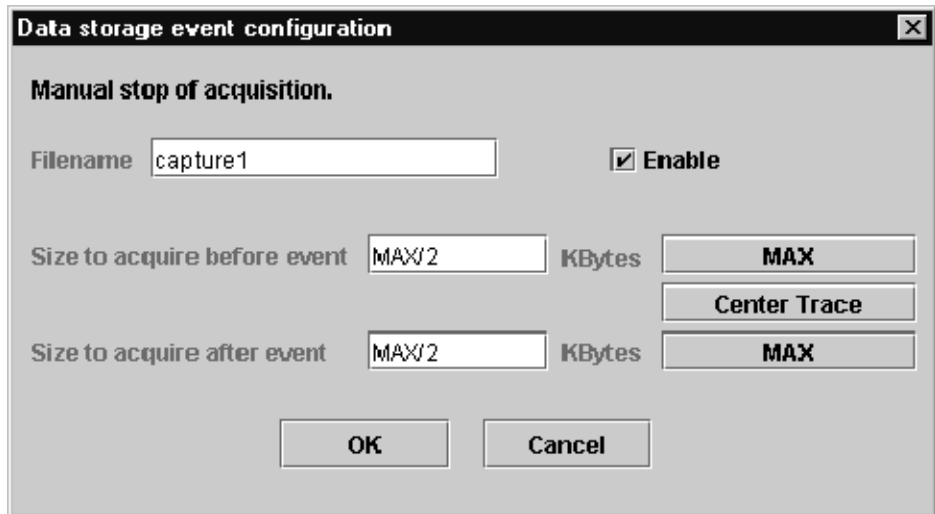 Data storage event configuration
Manual stop of acquisition.
Filename capture1 Enable
Size to acquire before event MAX/2 KBytes MAX
Center Trace
Size to acquire after event MAX/2 KBytes MAX
OK Cancel